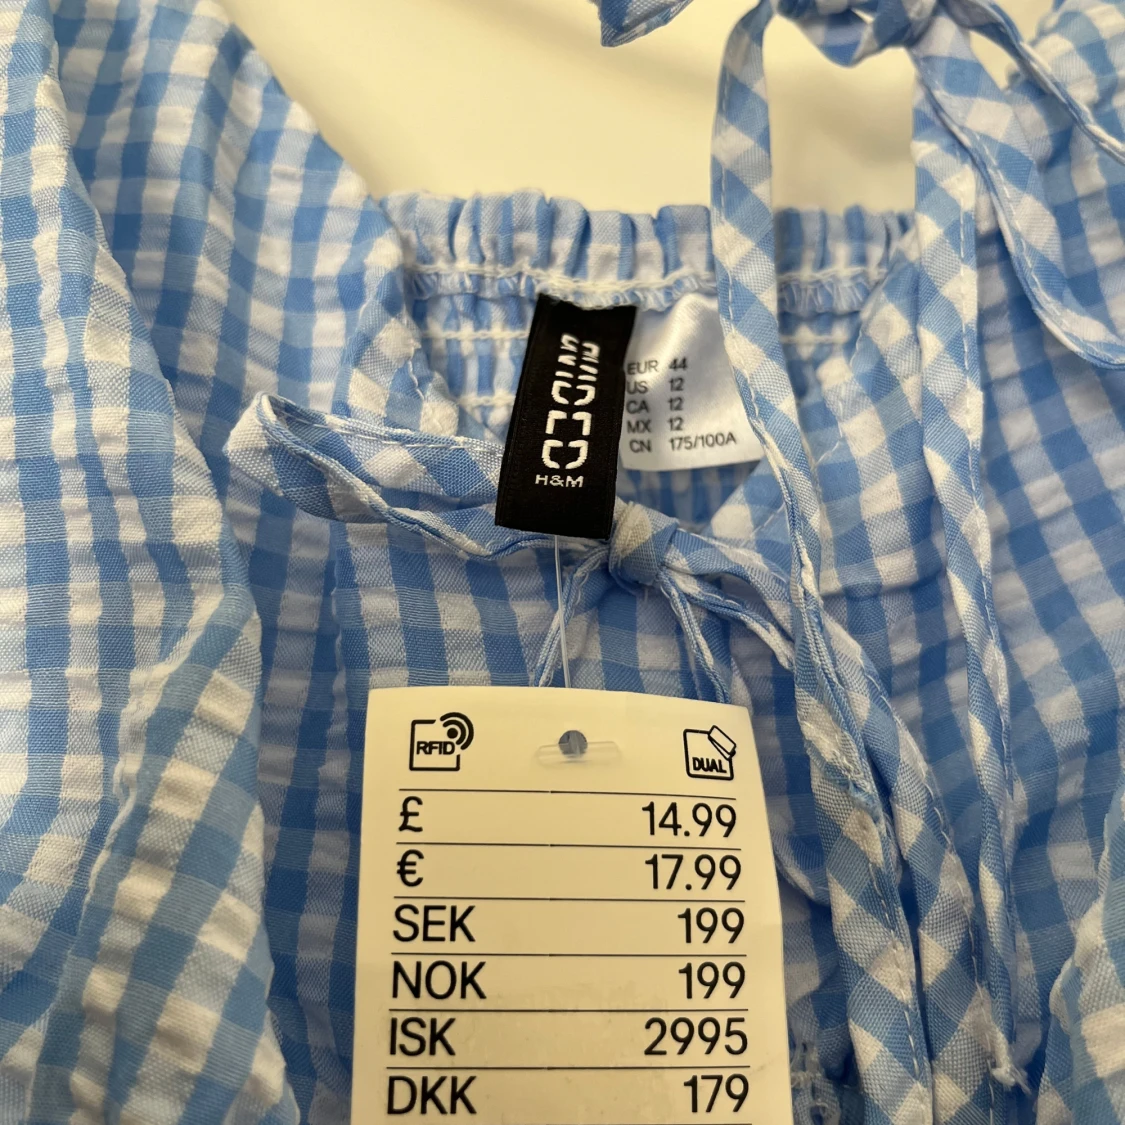 DIVIDED
H&M
EUR 44
US 12
CA 12
MX 12
CN 175/100A
RFID
DUAL
£ 14.99
€ 17.99
SEK 199
NOK 199
ISK 2995
DKK 179